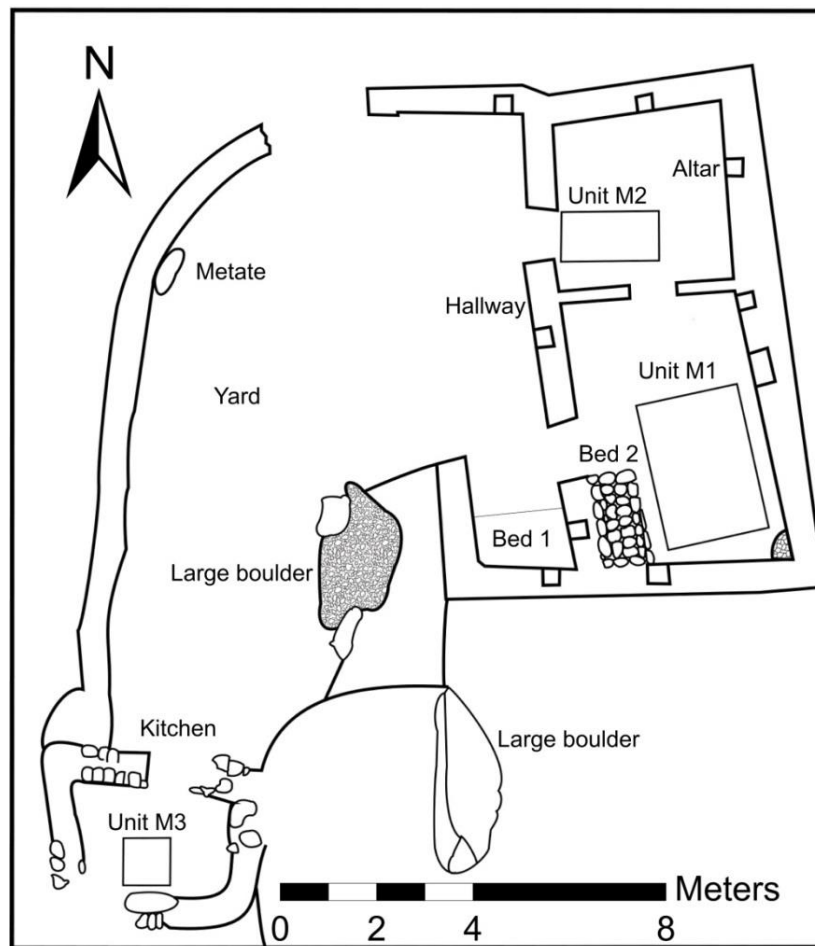 N
Altar
Unit M2
Metate
Hallway
Yard
Unit M1
Bed 2
Bed 1
Large boulder
Kitchen
Large boulder
Unit M3
Meters
0 2 4 8